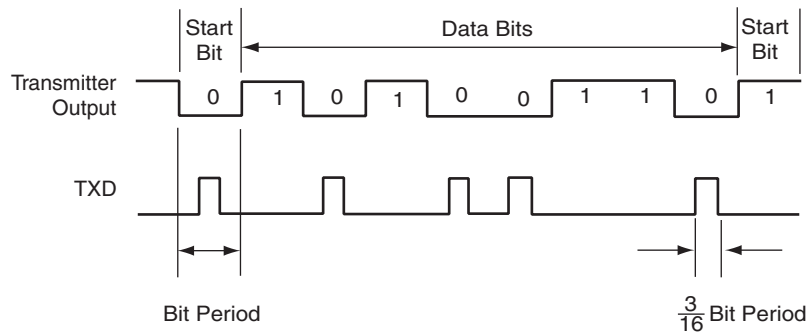 Start
Bit
Data Bits
Start
Bit
Transmitter
Output
0 1 0 1 0 0 1 1 0 1
TXD
Bit Period
3/16 Bit Period